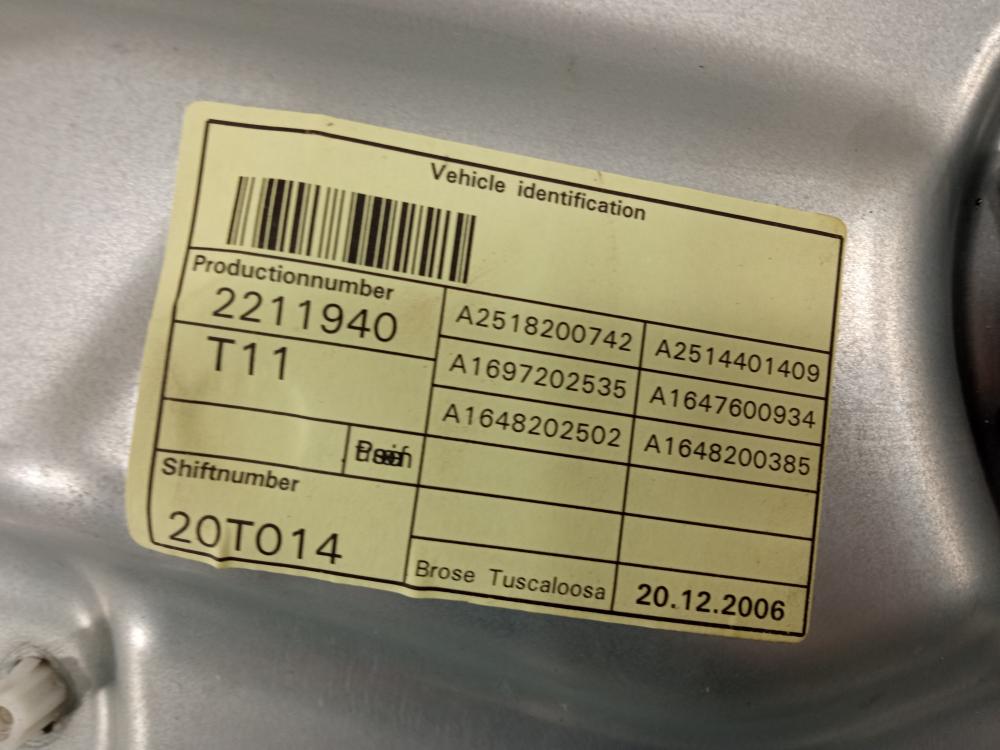 Vehicle identification
Productionnumber
2211940
T11
Shiftnumber
20T014
A2518200742 A2514401409
A1697202535 A1647600934
A1648202502 A1648200385
Brose Tuscaloosa 20.12.2006